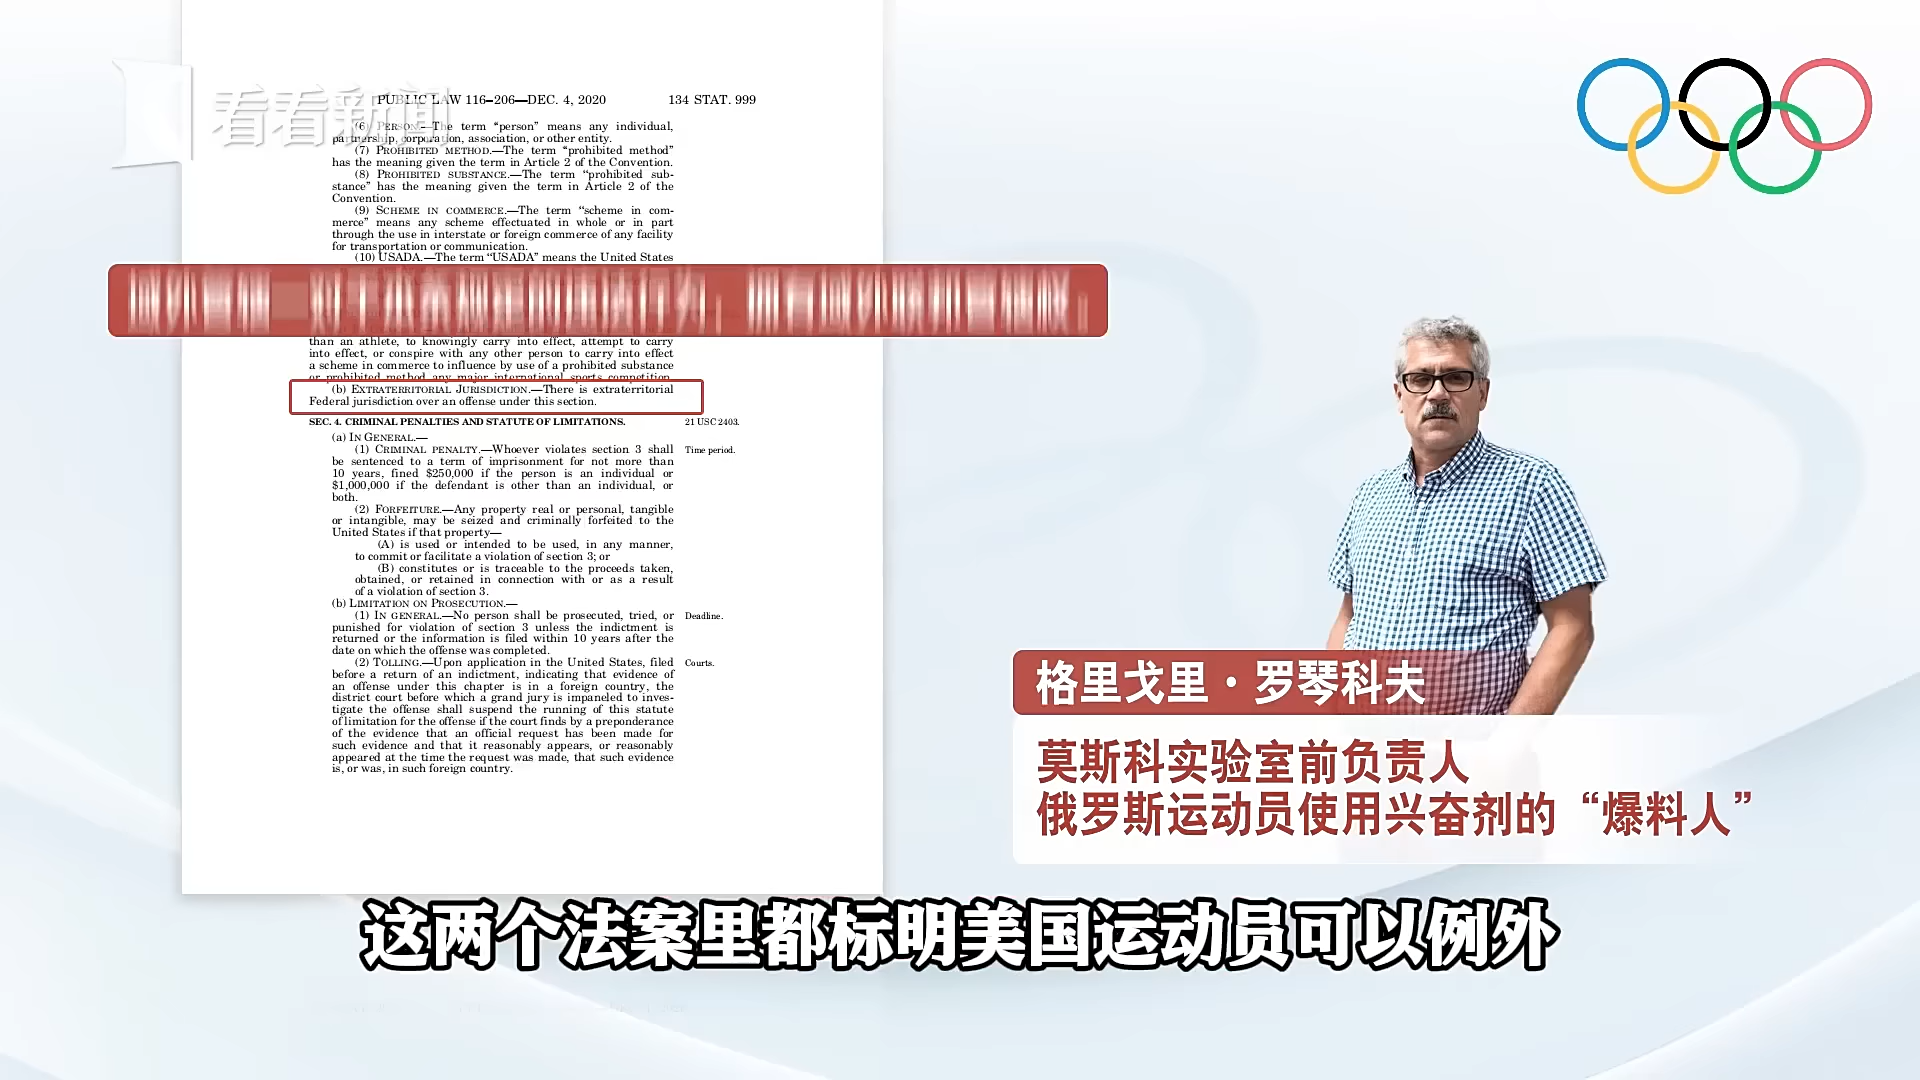 看看新闻
PUBLIC LAW 116–206—DEC. 4, 2020 134 STAT. 999
(6) PERSON.—The term “person” means any individual,
partnership, corporation, association, or other entity.
(7) PROHIBITED METHOD.—The term “prohibited method”
has the meaning given the term in Article 2 of the Convention.
(8) PROHIBITED SUBSTANCE.—The term “prohibited sub-
stance” has the meaning given the term in Article 2 of the
Convention.
(9) SCHEME IN COMMERCE.—The term “scheme in com-
merce” means any scheme effectuated in whole or in part
through the use in interstate or foreign commerce of any facility
for transportation or communication.
(10) USADA.—The term “USADA” means the United States
than an athlete, to knowingly carry into effect, attempt to carry
into effect, or conspire with any other person to carry into effect
a scheme in commerce to influence by use of a prohibited substance
or prohibited method any major international sports competition.
(b) EXTRATERRITORIAL JURISDICTION.—There is extraterritorial
Federal jurisdiction over an offense under this section.
SEC. 4. CRIMINAL PENALTIES AND STATUTE OF LIMITATIONS. 21 USC 2403.
(a) IN GENERAL.—
(1) CRIMINAL PENALTY.—Whoever violates section 3 shall Time period.
be sentenced to a term of imprisonment for not more than
10 years, fined $250,000 if the person is an individual or
$1,000,000 if the defendant is other than an individual, or
both.
(2) FORFEITURE.—Any property real or personal, tangible
or intangible, may be seized and criminally forfeited to the
United States if that property—
(A) is used or intended to be used, in any manner,
to commit or facilitate a violation of section 3; or
(B) constitutes or is traceable to the proceeds taken,
obtained, or retained in connection with or as a result
of a violation of section 3.
(b) LIMITATION ON PROSECUTION.—
(1) IN GENERAL.—No person shall be prosecuted, tried, or Deadline.
punished for violation of section 3 unless the indictment is
returned or the information is filed within 10 years after the
date on which the offense was completed.
(2) TOLLING.—Upon application in the United States, filed Courts.
before a return of an indictment, indicating that evidence of
an offense under this chapter is in a foreign country, the
district court before which a grand jury is impaneled to inves-
tigate the offense shall suspend the running of this statute
of limitation for the offense if the court finds by a preponderance
of the evidence that an official request has been made for
such evidence and that it reasonably appears, or reasonably
appeared at the time the request was made, that such evidence
is, or was, in such foreign country.
格里戈里·罗琴科夫
莫斯科实验室前负责人
俄罗斯运动员使用兴奋剂的“爆料人”
这两个法案里都标明美国运动员可以例外